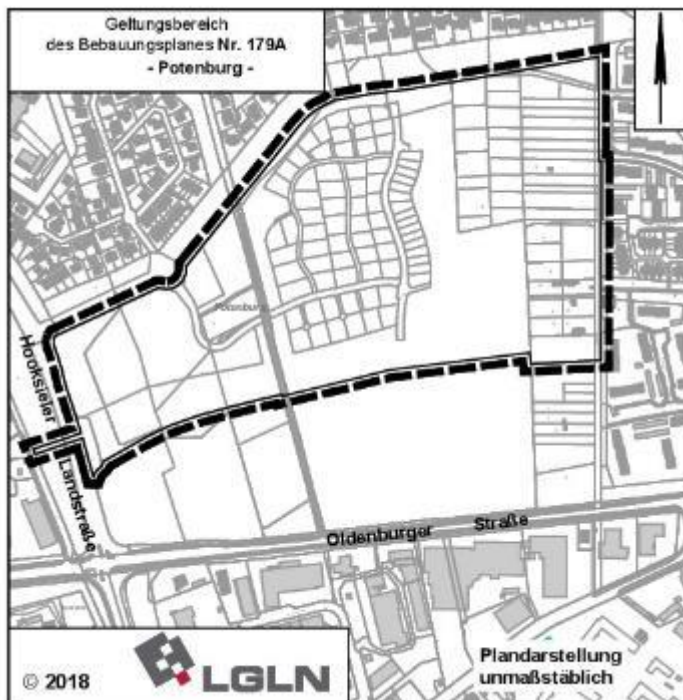 Geltungsbereich
des Bebauungsplanes Nr. 179A
- Potenburg -
Potenburg
Hooksieler
Landstraße
Oldenburger Straße
© 2018
LGLN
Plandarstellung
unmaßstäblich